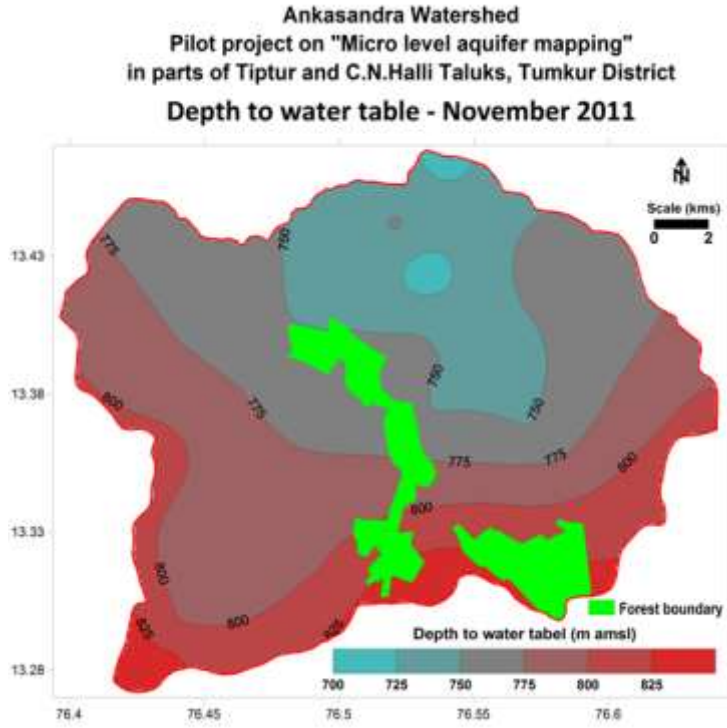 Ankasandra Watershed
Pilot project on "Micro level aquifer mapping"
in parts of Tiptur and C.N.Halli Taluks, Tumkur District
Depth to water table - November 2011
N
Scale (kms)
0 2
13.43
13.38
13.33
13.28
775
750
750
750
800
775
775
800
800
800
800
825
825
Forest boundary
Depth to water tabel (m amsl)
700 725 750 775 800 825
76.4 76.45 76.5 76.55 76.6